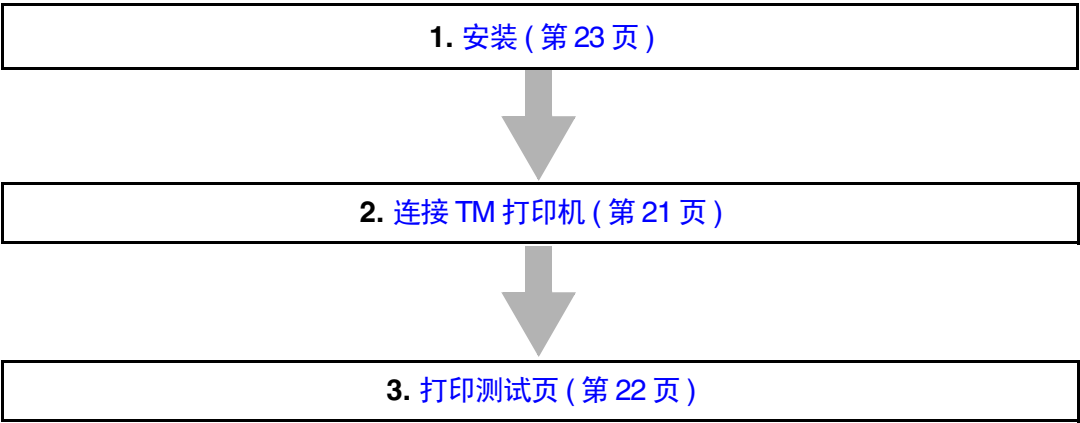 1. 安装 ( 第 23 页 )
2. 连接 TM 打印机 ( 第 21 页 )
3. 打印测试页 ( 第 22 页 )